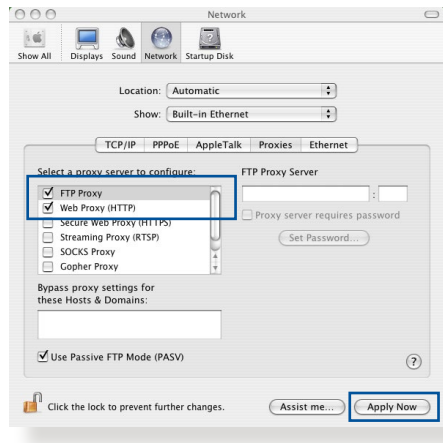 Network
Show All Displays Sound Network Startup Disk
Location: Automatic
Show: Built-in Ethernet
TCP/IP PPPoE AppleTalk Proxies Ethernet
Select a proxy server to configure: FTP Proxy Server
FTP Proxy :
Web Proxy (HTTP) Proxy server requires password
Secure Web Proxy (HTTPS)
Streaming Proxy (RTSP) Set Password...
SOCKS Proxy
Gopher Proxy
Bypass proxy settings for
these Hosts & Domains:
Use Passive FTP Mode (PASV) ?
Click the lock to prevent further changes. Assist me... Apply Now